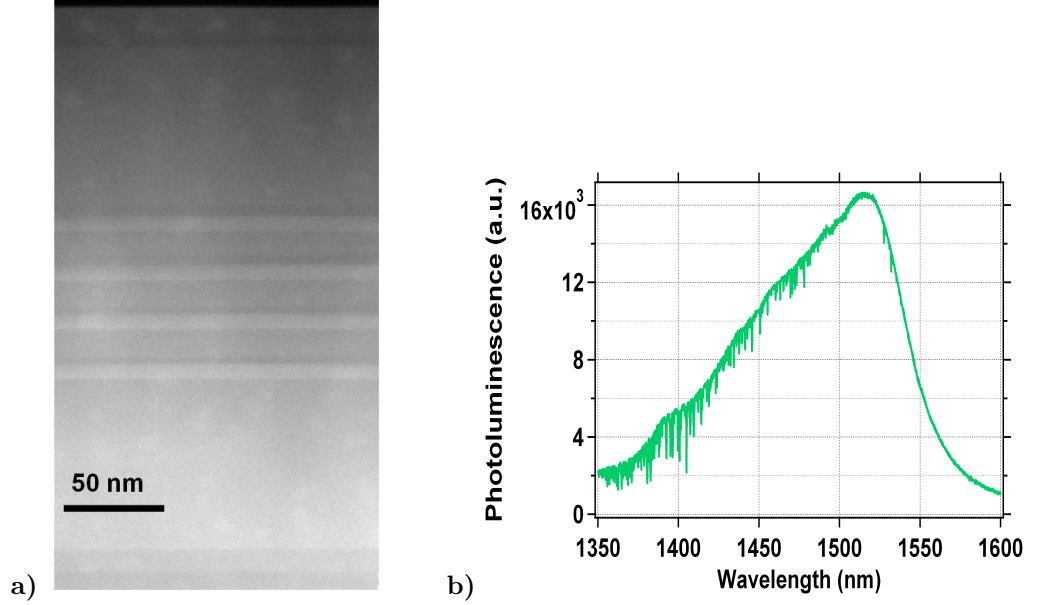 50 nm
a)
Photoluminescence (a.u.)
16x10³
12
8
4
0
1350 1400 1450 1500 1550 1600
Wavelength (nm)
b)